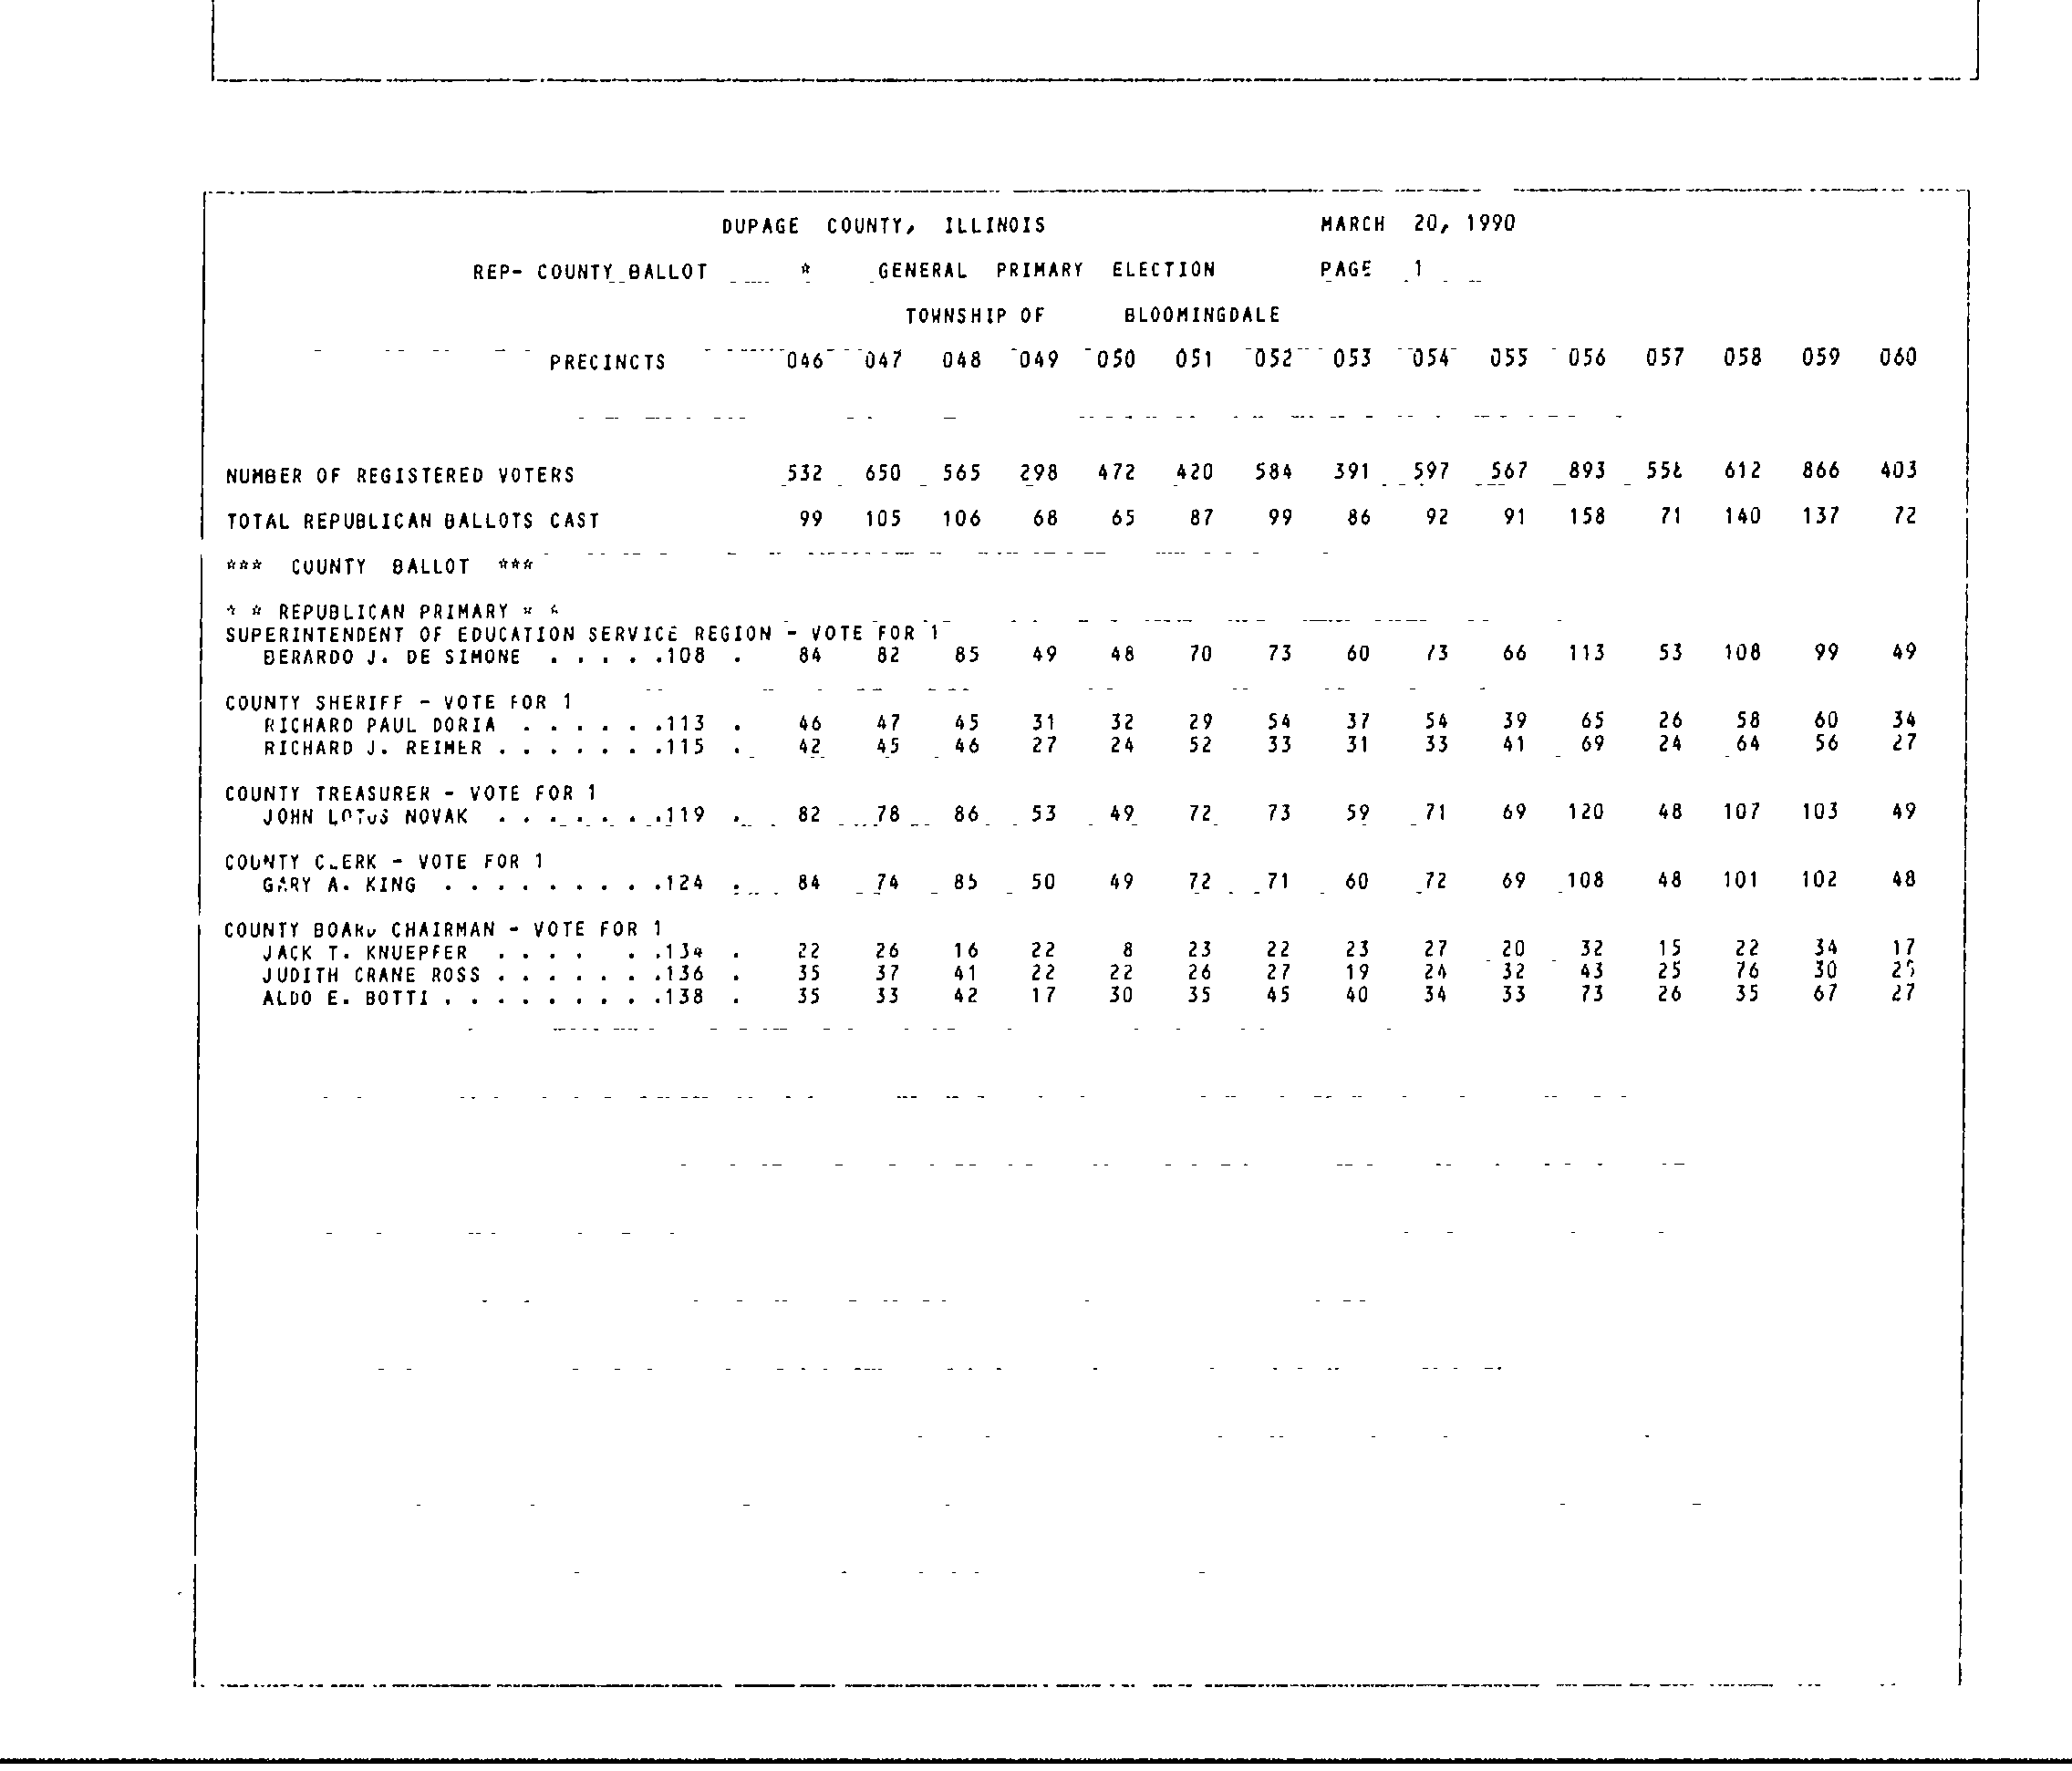 DUPAGE COUNTY, ILLINOIS MARCH 20, 1990
REP- COUNTY BALLOT * GENERAL PRIMARY ELECTION PAGE 1
TOWNSHIP OF BLOOMINGDALE
PRECINCTS 046 047 048 049 050 051 052 053 054 055 056 057 058 059 060
NUMBER OF REGISTERED VOTERS 532 650 565 298 472 420 584 391 597 567 893 612 866 403
TOTAL REPUBLICAN BALLOTS CAST 99 105 106 68 65 87 99 86 92 91 158 71 140 137 72
*** COUNTY BALLOT ***
* * REPUBLICAN PRIMARY * *
SUPERINTENDENT OF EDUCATION SERVICE REGION - VOTE FOR 1
BERARDO J. DE SIMONE . . . . .108 . 84 82 85 49 48 70 73 60 73 66 113 53 108 99 49
COUNTY SHERIFF - VOTE FOR 1
RICHARD PAUL DORIA . . . . . .113 . 46 47 45 31 32 29 54 37 54 39 65 26 58 60 34
RICHARD J. REIMER . . . . . . .115 . 42 45 46 27 24 52 33 31 33 41 69 24 64 56 27
COUNTY TREASURER - VOTE FOR 1
JOHN LOTUS NOVAK . . . . . . .119 . 82 78 86 53 49 72 73 59 71 69 120 48 107 103 49
COUNTY CLERK - VOTE FOR 1
GARY A. KING . . . . . . . . .124 . 84 74 85 50 49 72 71 60 72 69 108 48 101 102 48
COUNTY BOARD CHAIRMAN - VOTE FOR 1
JACK T. KNUEPFER . . . . . .134 . 22 26 16 22 8 23 22 23 27 20 32 15 22 34 17
JUDITH CRANE ROSS . . . . . . .136 . 35 37 41 22 22 26 27 19 24 32 43 25 76 30
ALDO E. BOTTI . . . . . . . . .138 . 35 33 42 17 30 35 45 40 34 33 73 26 35 67 27